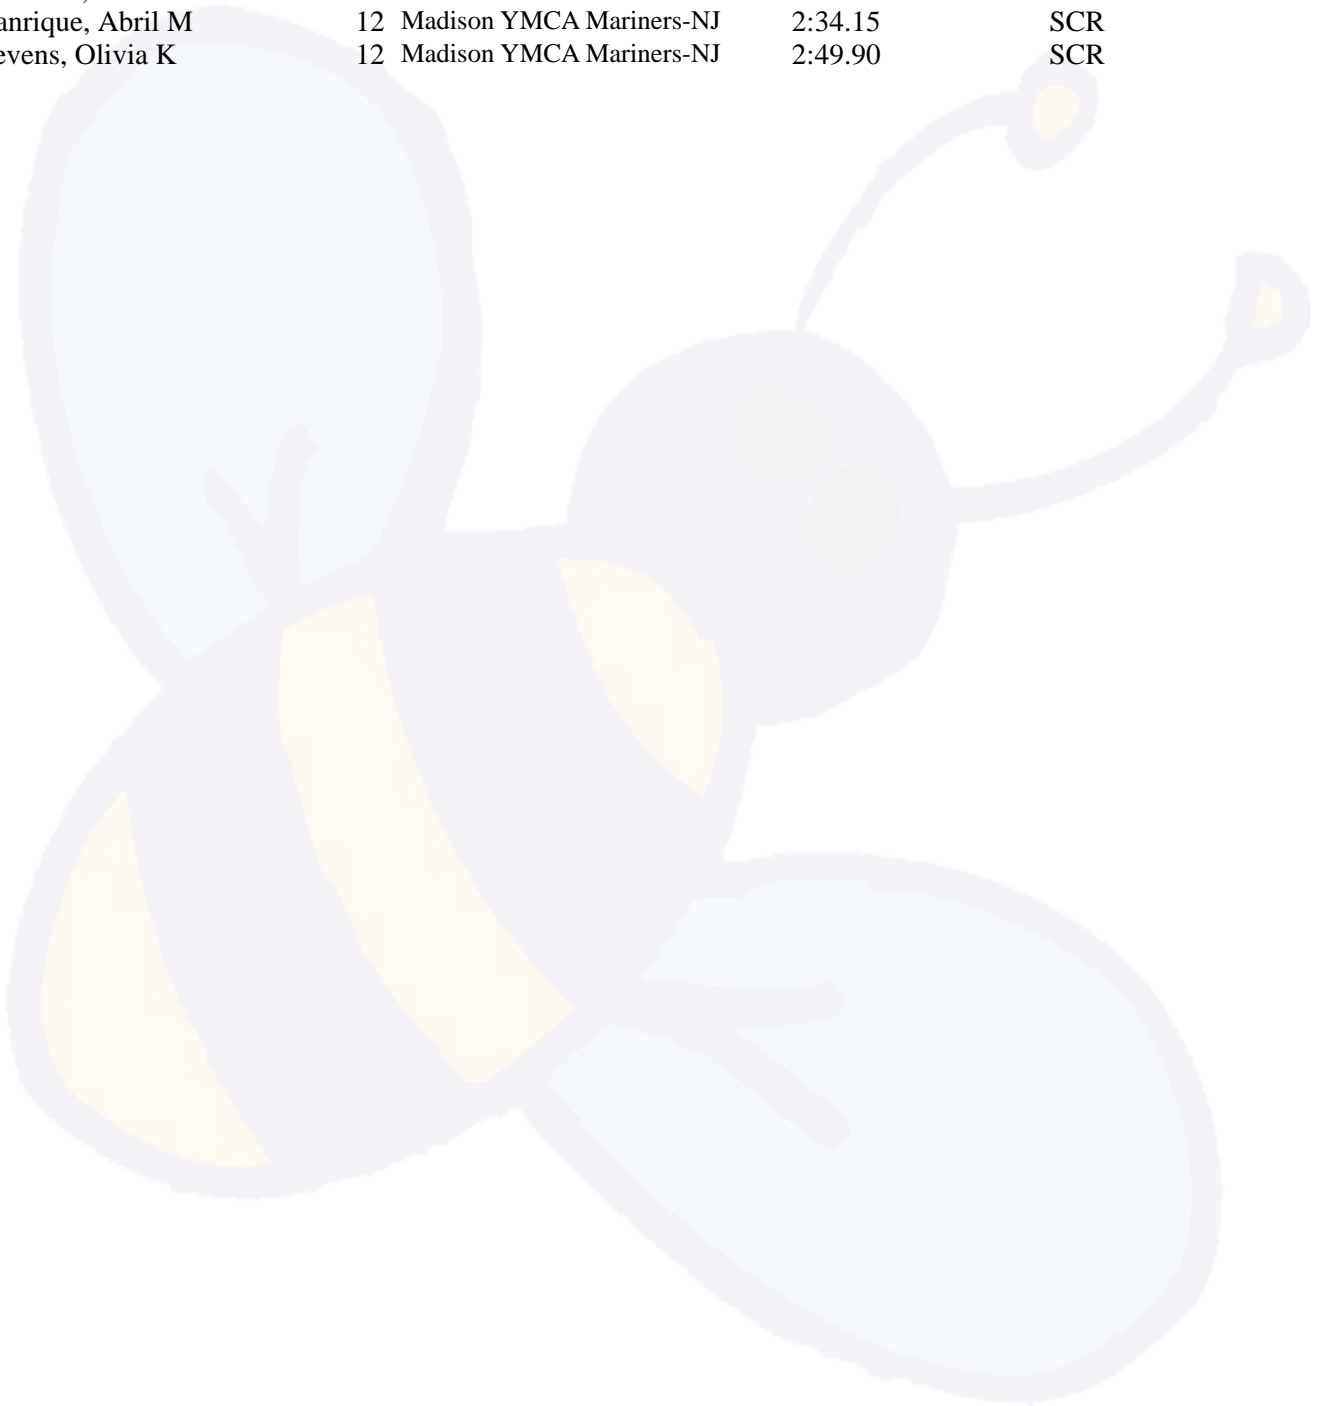 anrique, Abril M 12 Madison YMCA Mariners-NJ 2:34.15 SCR
evens, Olivia K 12 Madison YMCA Mariners-NJ 2:49.90 SCR